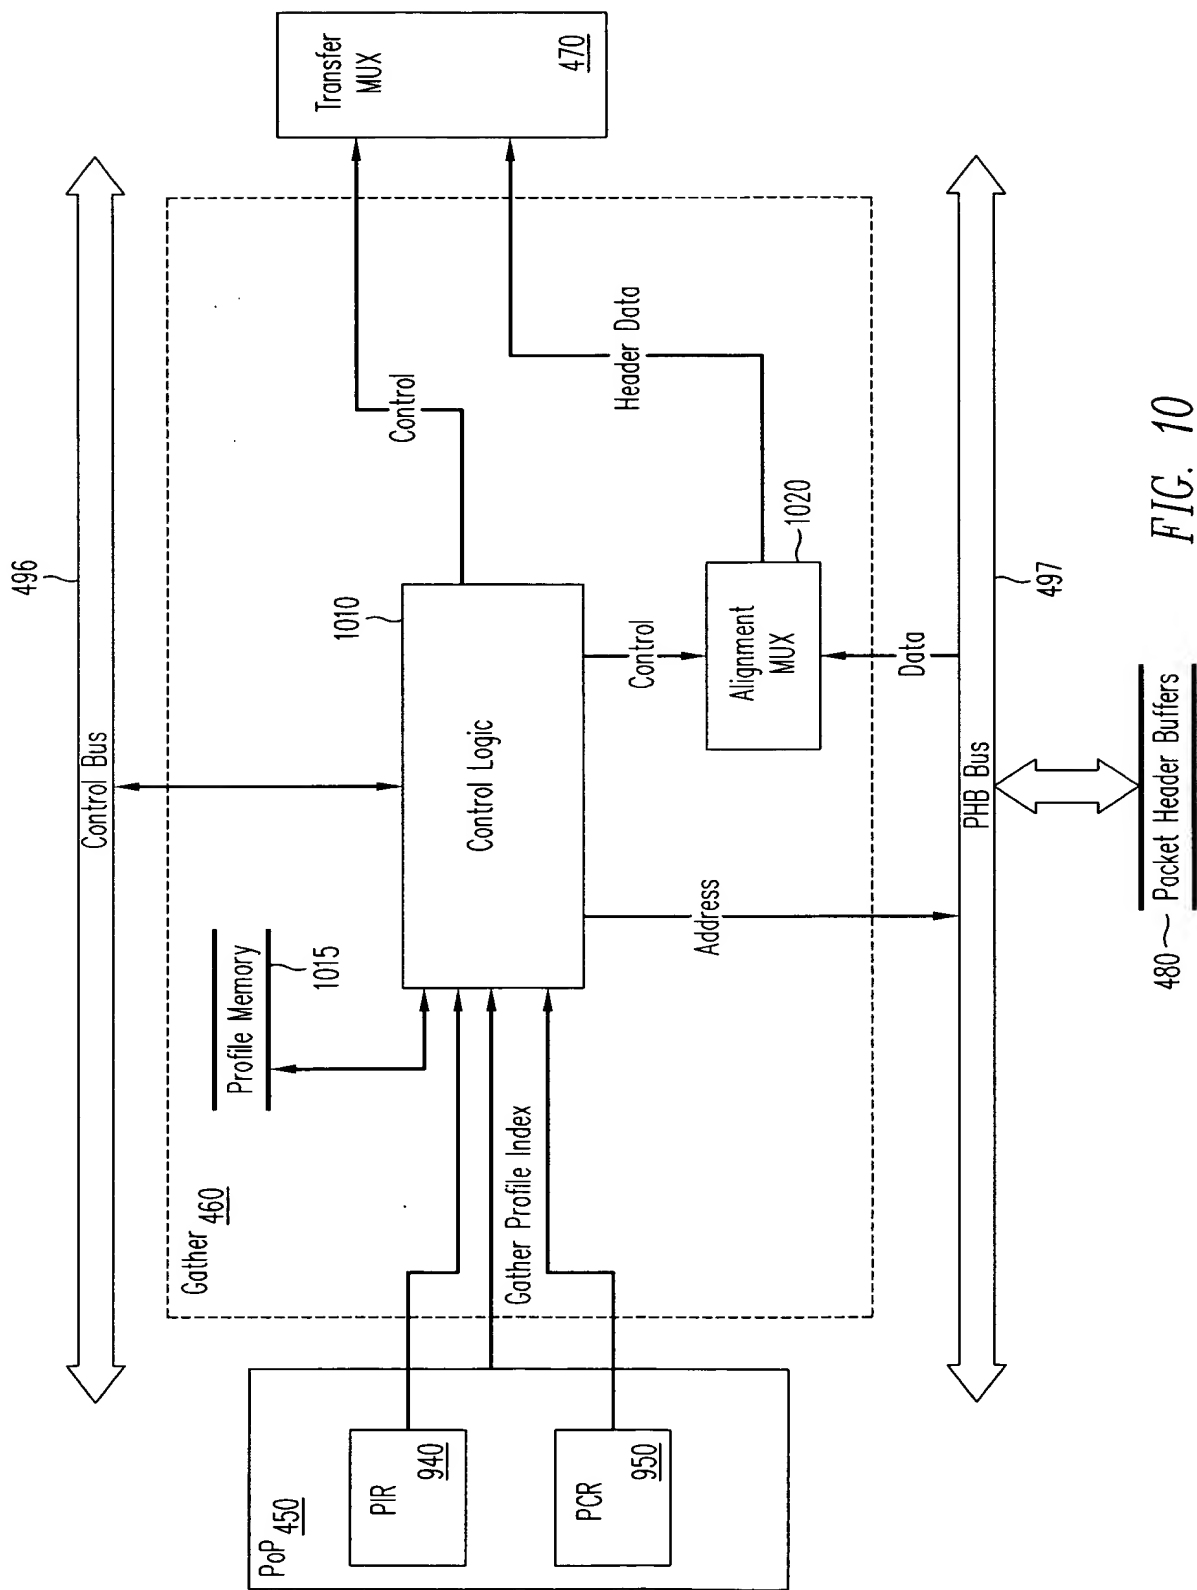 496
Control Bus
Transfer
MUX
470
Gather
460
Profile Memory
1015
1010
Control Logic
Control
Header Data
PoP
450
PIR
940
PCR
950
Gather Profile Index
Control
Alignment
MUX
1020
Address
Data
PHB Bus
497
480
Packet Header Buffers
FIG. 10